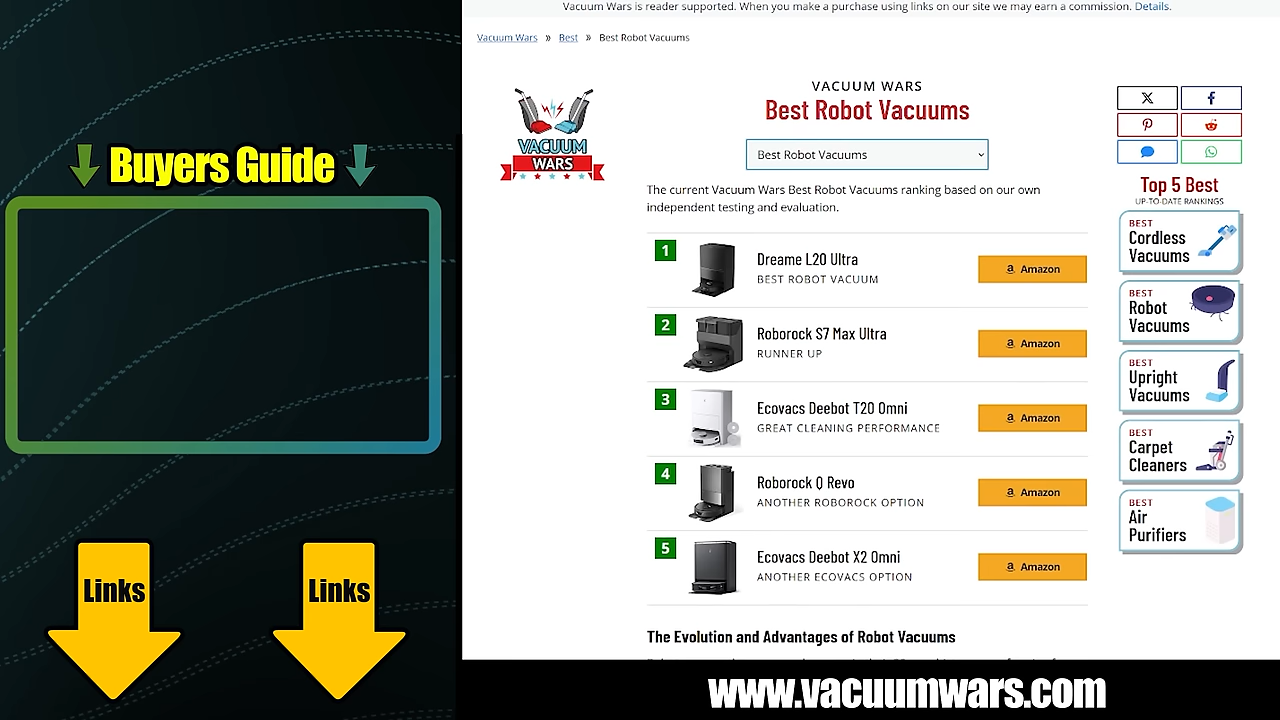 Vacuum Wars is reader supported. When you make a purchase using links on our site we may earn a commission. Details.
Vacuum Wars » Best » Best Robot Vacuums
VACUUM WARS
Best Robot Vacuums
VACUUM
WARS
Best Robot Vacuums
The current Vacuum Wars Best Robot Vacuums ranking based on our own
independent testing and evaluation.
1
Dreame L20 Ultra
BEST ROBOT VACUUM
Amazon
2
Roborock S7 Max Ultra
RUNNER UP
Amazon
3
Ecovacs Deebot T20 Omni
GREAT CLEANING PERFORMANCE
Amazon
4
Roborock Q Revo
ANOTHER ROBOROCK OPTION
Amazon
5
Ecovacs Deebot X2 Omni
ANOTHER ECOVACS OPTION
Amazon
The Evolution and Advantages of Robot Vacuums
Top 5 Best
UP-TO-DATE RANKINGS
BEST
Cordless
Vacuums
BEST
Robot
Vacuums
BEST
Upright
Vacuums
BEST
Carpet
Cleaners
BEST
Air
Purifiers
Buyers Guide
Links
Links
www.vacuumwars.com